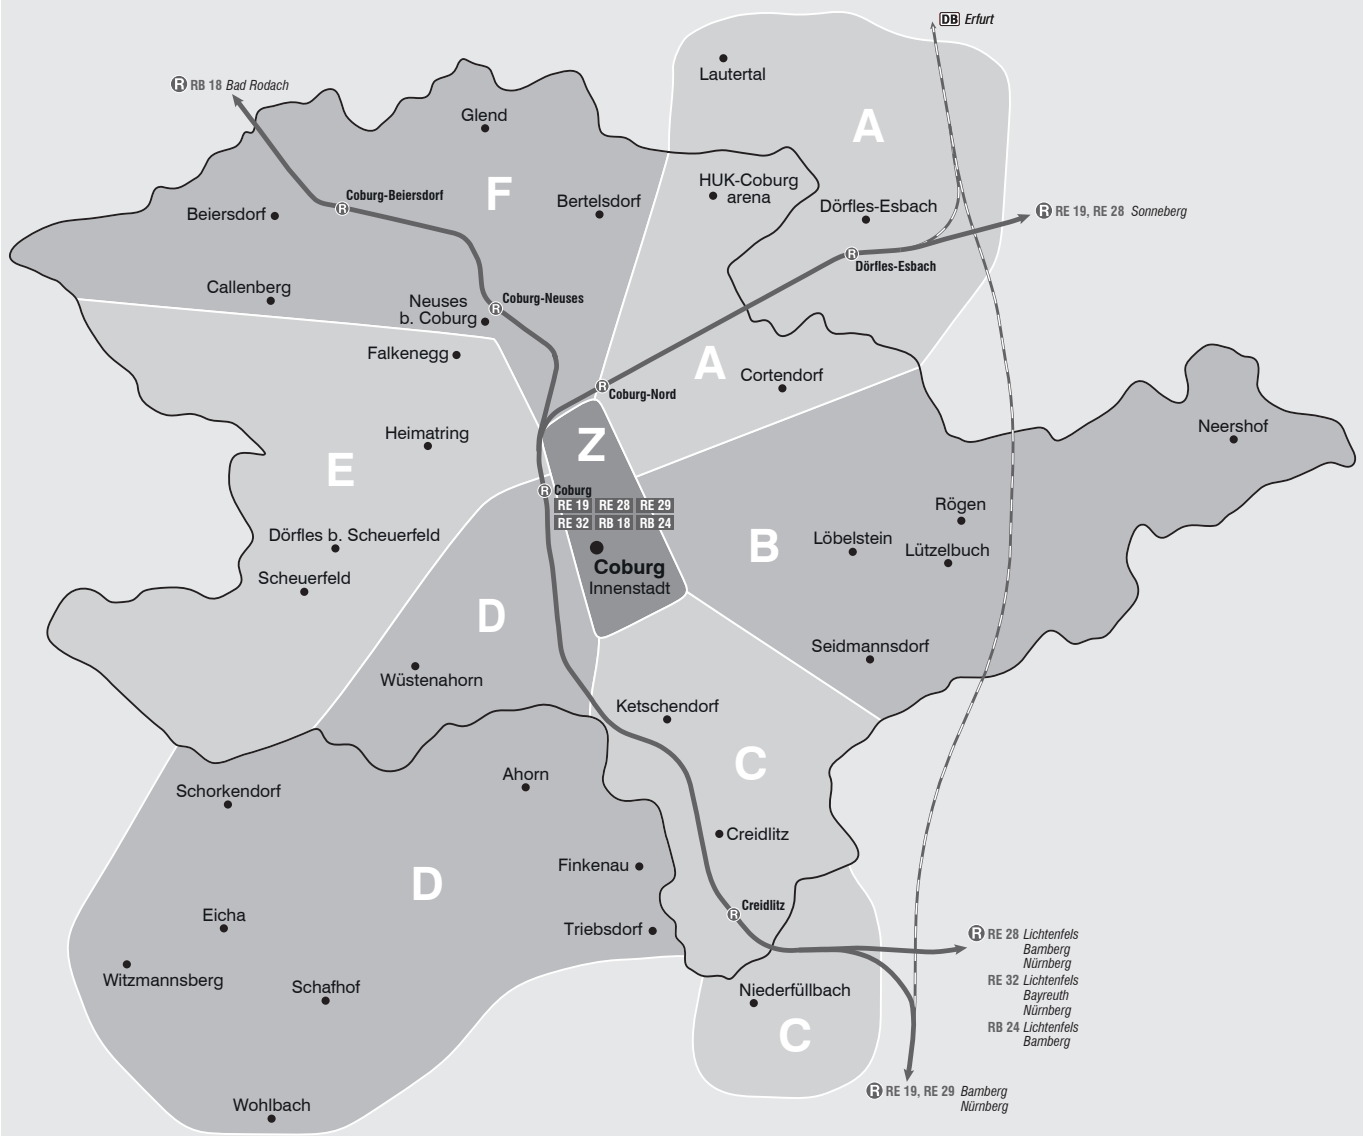 DB Erfurt
Lautertal
R RB 18 Bad Rodach
Glend
A
HUK-Coburg
arena
F
Coburg-Beiersdorf
R
Bertelsdorf
Beiersdorf
Dörfles-Esbach
R RE 19, RE 28 Sonneberg
R
Dörfles-Esbach
Callenberg
Neuses
b. Coburg
R
Coburg-Neuses
Falkenegg
A
Cortendorf
R
Coburg-Nord
Heimatring
Z
Neershof
E
R
Coburg
RE 19 RE 28 RE 29
RE 32 RB 18 RB 24
Rögen
Dörfles b. Scheuerfeld
B
Löbelstein
Lützelbuch
Coburg
Innenstadt
Scheuerfeld
D
Seidmannsdorf
Wüstenahorn
Ketschendorf
C
Ahorn
Schorkendorf
Creidlitz
Finkenau
D
Creidlitz
R
Eicha
Triebsdorf
R RE 28 Lichtenfels
Bamberg
Nürnberg
RE 32 Lichtenfels
Bayreuth
Nürnberg
RB 24 Lichtenfels
Bamberg
Witzmannsberg
Schafhof
Niederfüllbach
C
R RE 19, RE 29 Bamberg
Nürnberg
Wohlbach